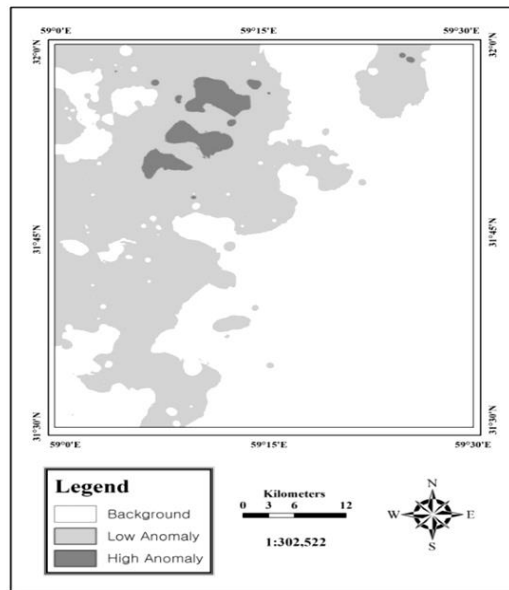 59°0'E 59°15'E 59°30'E
32°0'N 32°0'N
31°45'N 31°45'N
31°30'N 31°30'N
59°0'E 59°15'E 59°30'E
Legend
Background
Low Anomaly
High Anomaly
Kilometers
0 3 6 12
1:302,522
N
W E
S